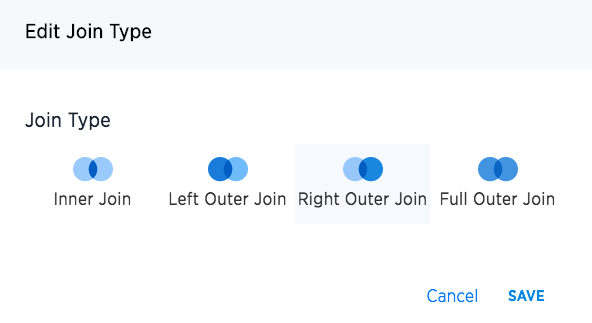 Edit Join Type
Join Type
Inner Join Left Outer Join Right Outer Join Full Outer Join
Cancel SAVE